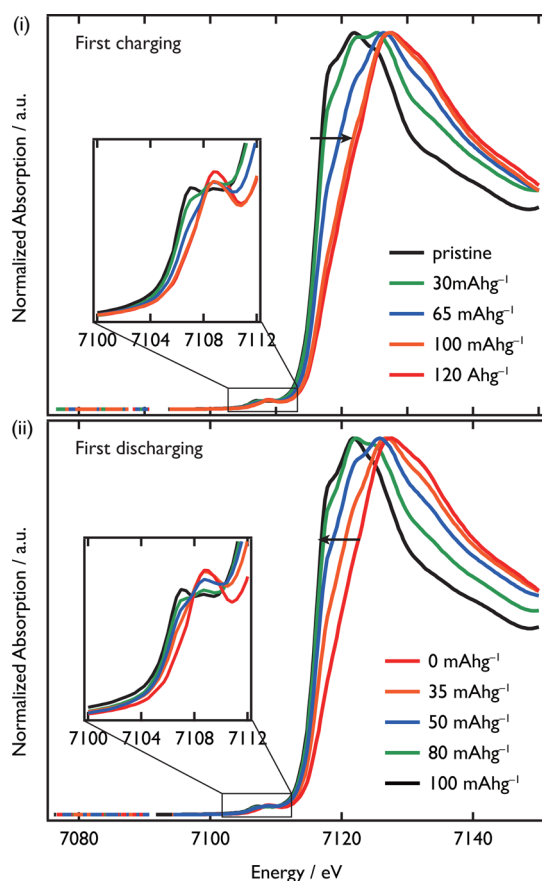 (i)
First charging
Normalized Absorption / a.u.
7100 7104 7108 7112
pristine
30mAhg⁻¹
65 mAhg⁻¹
100 mAhg⁻¹
120 Ahg⁻¹
(ii)
First discharging
Normalized Absorption / a.u.
7100 7104 7108 7112
0 mAhg⁻¹
35 mAhg⁻¹
50 mAhg⁻¹
80 mAhg⁻¹
100 mAhg⁻¹
7080 7100 7120 7140
Energy / eV